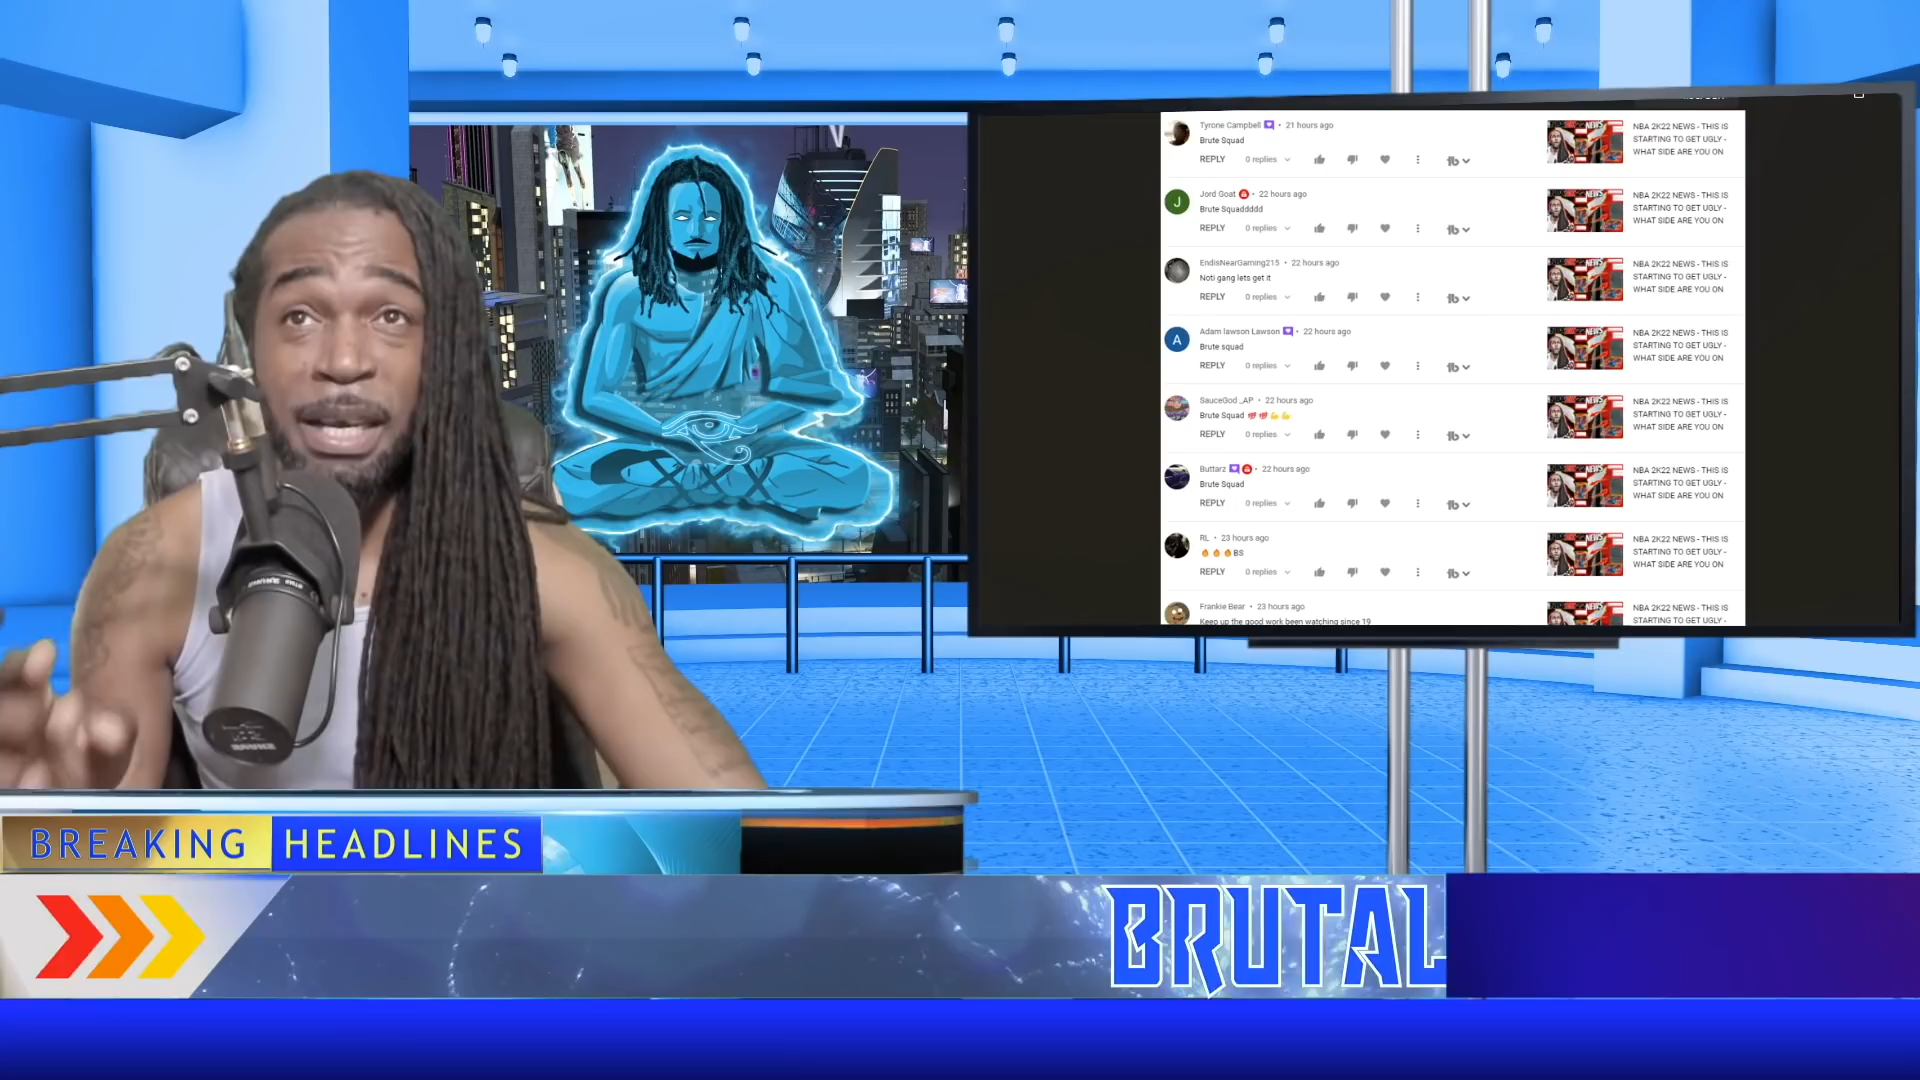 Tyrone Campbell • 21 hours ago
Brute Squad
REPLY 0 replies
NBA 2K22 NEWS - THIS IS
STARTING TO GET UGLY -
WHAT SIDE ARE YOU ON
J
Jord Goat • 22 hours ago
Brute Squaddddd
REPLY 0 replies
NBA 2K22 NEWS - THIS IS
STARTING TO GET UGLY -
WHAT SIDE ARE YOU ON
EndisNearGaming215 • 22 hours ago
Noti gang lets get it
REPLY 0 replies
NBA 2K22 NEWS - THIS IS
STARTING TO GET UGLY -
WHAT SIDE ARE YOU ON
A
Adam lawson Lawson • 22 hours ago
Brute squad
REPLY 0 replies
NBA 2K22 NEWS - THIS IS
STARTING TO GET UGLY -
WHAT SIDE ARE YOU ON
SauceGod _AP • 22 hours ago
Brute Squad 💯 💯 💪 💪
REPLY 0 replies
NBA 2K22 NEWS - THIS IS
STARTING TO GET UGLY -
WHAT SIDE ARE YOU ON
Buttarz • 22 hours ago
Brute Squad
REPLY 0 replies
NBA 2K22 NEWS - THIS IS
STARTING TO GET UGLY -
WHAT SIDE ARE YOU ON
RL • 23 hours ago
🔥 🔥 🔥BS
REPLY 0 replies
NBA 2K22 NEWS - THIS IS
STARTING TO GET UGLY -
WHAT SIDE ARE YOU ON
Frankie Bear • 23 hours ago
Keep up the good work been watching since 19
NBA 2K22 NEWS - THIS IS
STARTING TO GET UGLY -
BREAKING HEADLINES
BRUTAL